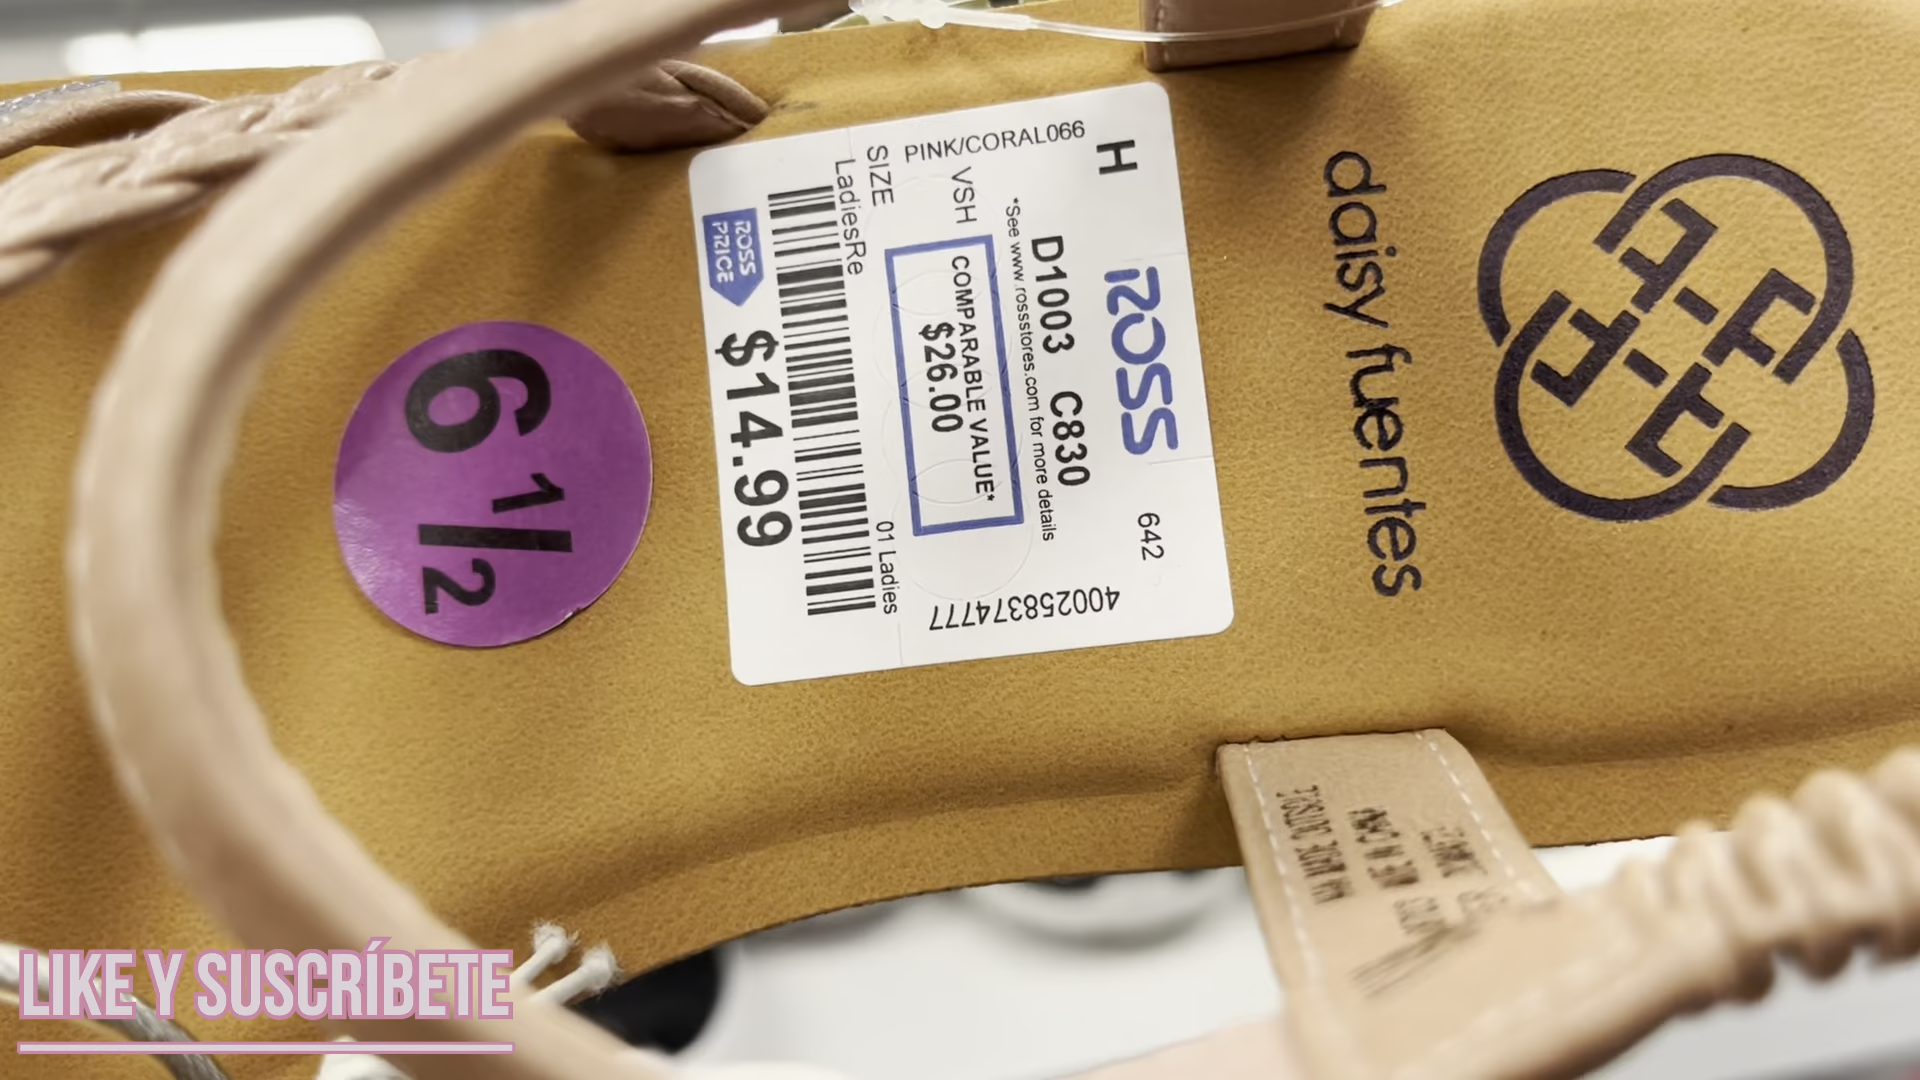 daisy fuentes
H
ROSS
642
D1003 C830
*See www.rossstores.com for more details
PINK/CORAL066
VSH
COMPARABLE VALUE*
$26.00
SIZE
01 Ladies
LadiesRe
ROSS
PRICE
$14.99
400258374777
6 1/2
LIKE Y SUSCRÍBETE